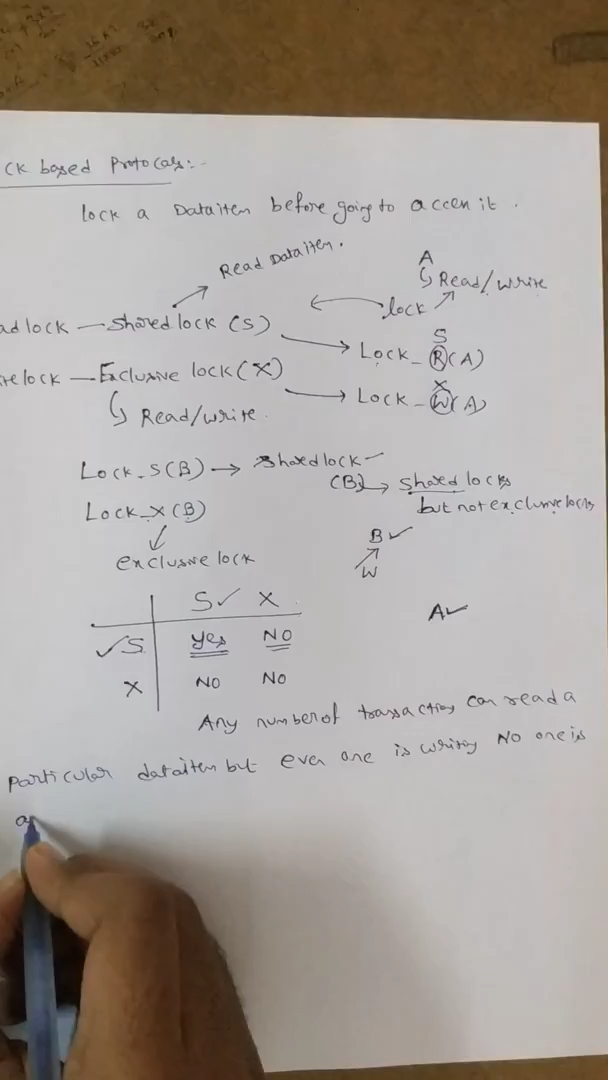 ck based Protocals:-
lock a Dataitem before going to accen it .
Read Dataitem.
A
Read/write
lock
ad lock — Shared lock (S)
S
Lock_R(A)
te lock — Exclusive lock(X)
X
Lock_W(A)
Read/write.
Lock_S(B) → Shared lock
(B) → shared locks
but not exclusive locks
Lock_X(B)
exclusive lock
B ✓
W
S ✓ X
A ✓
✓ S Yes NO
X NO NO
Any number of transactions can read a
particular dataitem but even one is writing No one is
a